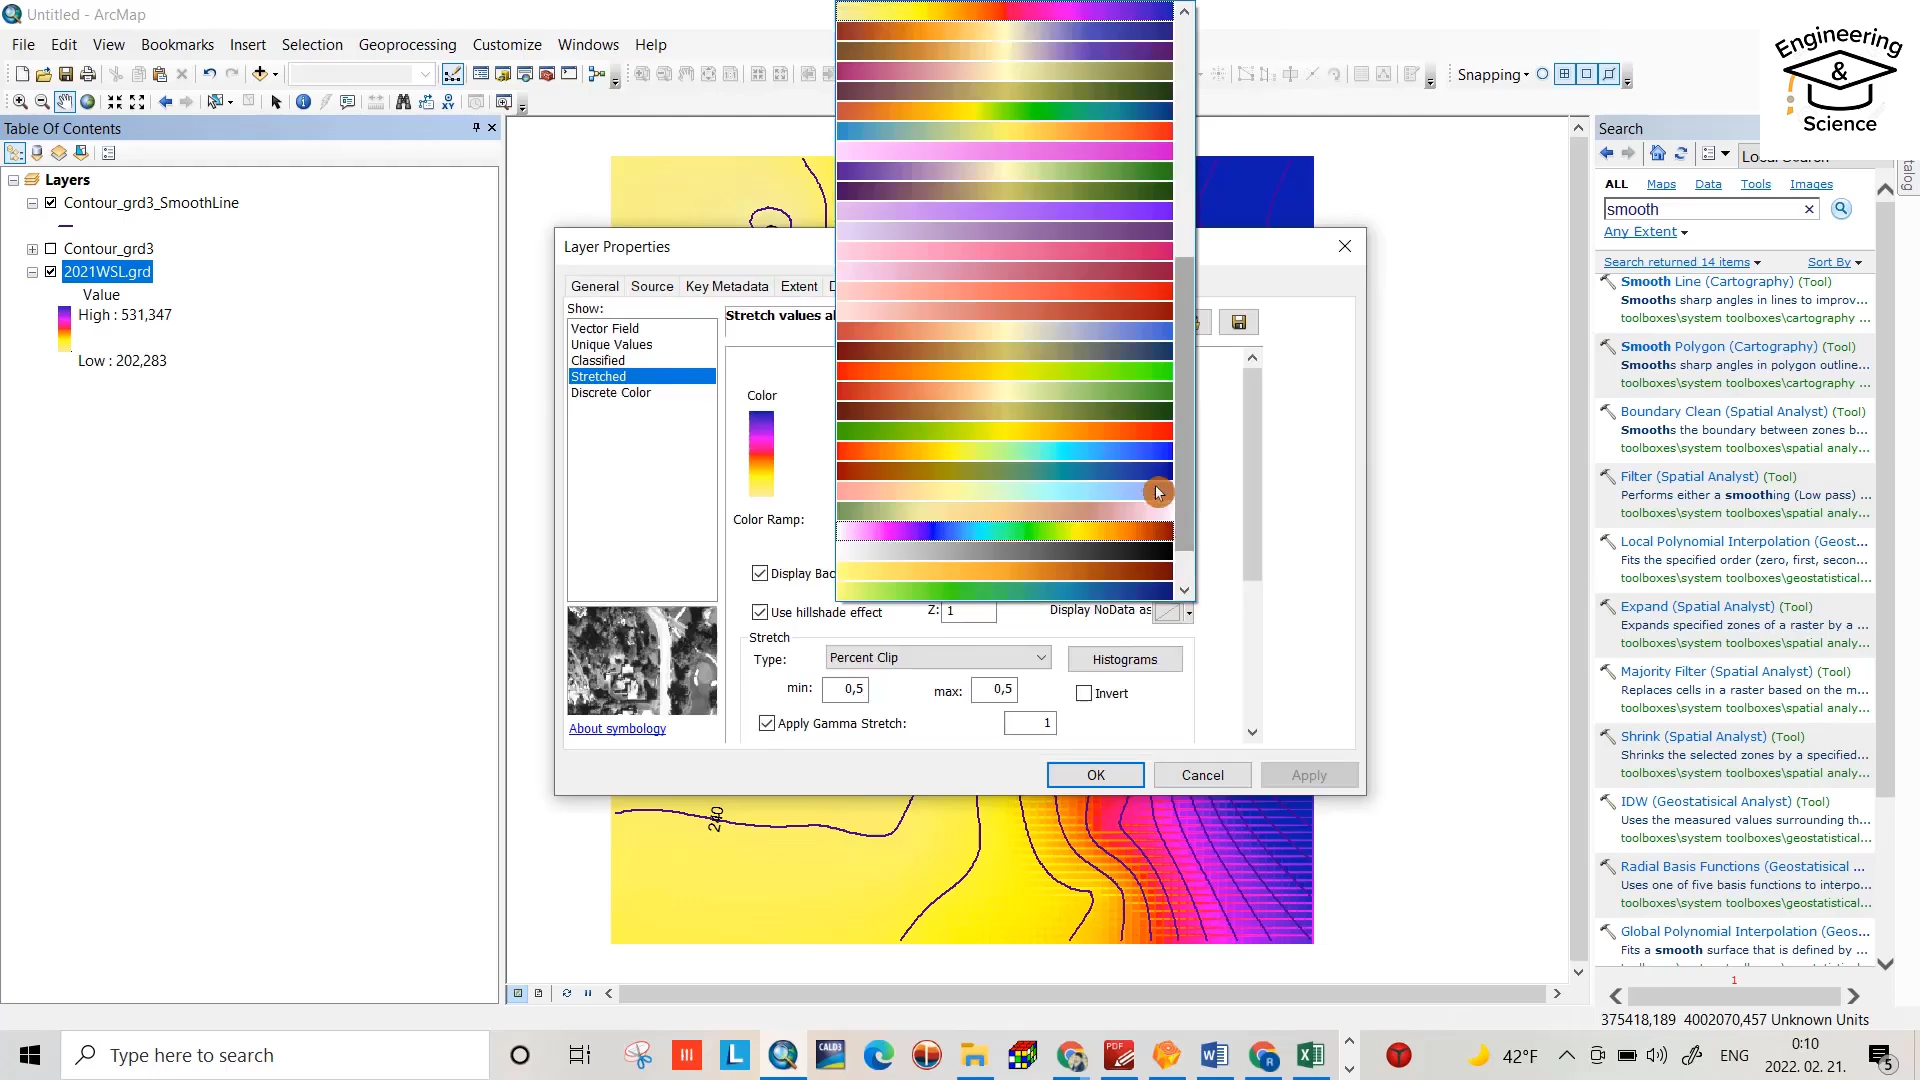 Untitled - ArcMap
File Edit View Bookmarks Insert Selection Geoprocessing Customize Windows Help
Snapping
Engineering
&
Science
Table Of Contents
Layers
Contour_grd3_SmoothLine
Contour_grd3
2021WSL.grd
Value
High : 531,347
Low : 202,283
Layer Properties
General Source Key Metadata Extent
Show:
Vector Field
Unique Values
Classified
Stretched
Discrete Color
About symbology
Color
Color Ramp:
Use hillshade effect Z: 1 Display NoData as
Stretch
Type: Percent Clip Histograms
min: 0,5 max: 0,5 Invert
Apply Gamma Stretch: 1
OK Cancel Apply
240
Search
ALL Maps Data Tools Images
smooth
Any Extent
Search returned 14 items Sort By
Smooth Line (Cartography) (Tool)
Smooths sharp angles in lines to improv...
toolboxes\system toolboxes\cartography ...
Smooth Polygon (Cartography) (Tool)
Smooths sharp angles in polygon outline...
toolboxes\system toolboxes\cartography ...
Boundary Clean (Spatial Analyst) (Tool)
Smooths the boundary between zones b...
toolboxes\system toolboxes\spatial analy...
Filter (Spatial Analyst) (Tool)
Performs either a smoothing (Low pass) ...
toolboxes\system toolboxes\spatial analy...
Local Polynomial Interpolation (Geost...
Fits the specified order (zero, first, secon...
toolboxes\system toolboxes\geostatistical...
Expand (Spatial Analyst) (Tool)
Expands specified zones of a raster by a ...
toolboxes\system toolboxes\spatial analy...
Majority Filter (Spatial Analyst) (Tool)
Replaces cells in a raster based on the m...
toolboxes\system toolboxes\spatial analy...
Shrink (Spatial Analyst) (Tool)
Shrinks the selected zones by a specified...
toolboxes\system toolboxes\spatial analy...
IDW (Geostatisical Analyst) (Tool)
Uses the measured values surrounding th...
toolboxes\system toolboxes\geostatistical...
Radial Basis Functions (Geostatisical ...
Uses one of five basis functions to interpo...
toolboxes\system toolboxes\geostatistical...
Global Polynomial Interpolation (Geos...
Fits a smooth surface that is defined by ...
1
375418,189 4002070,457 Unknown Units
Type here to search
CALD3
PDF
42°F
ENG
0:10
2022. 02. 21.
5